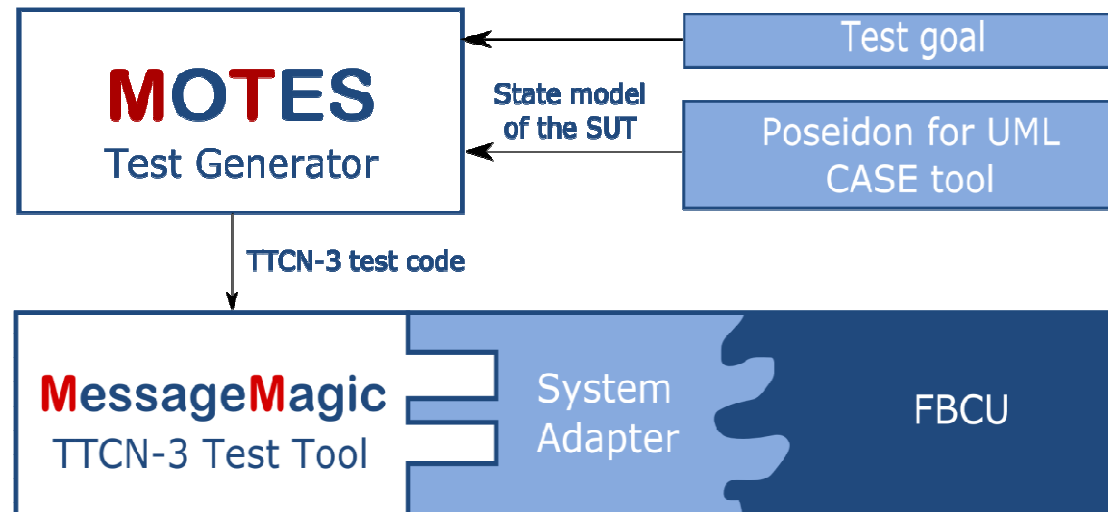 MOTES
Test Generator
Test goal
State model
of the SUT
Poseidon for UML
CASE tool
TTCN-3 test code
MessageMagic
TTCN-3 Test Tool
System
Adapter
FBCU